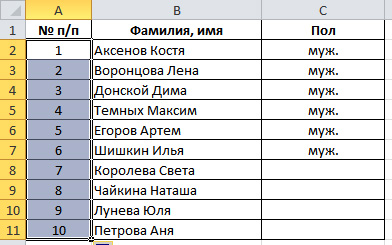 A B C
1 № п/п Фамилия, имя Пол
2 1 Аксенов Костя муж.
3 2 Воронцова Лена муж.
4 3 Донской Дима муж.
5 4 Темных Максим муж.
6 5 Егоров Артем муж.
7 6 Шишкин Илья муж.
8 7 Королева Света
9 8 Чайкина Наташа
10 9 Лунева Юля
11 10 Петрова Аня